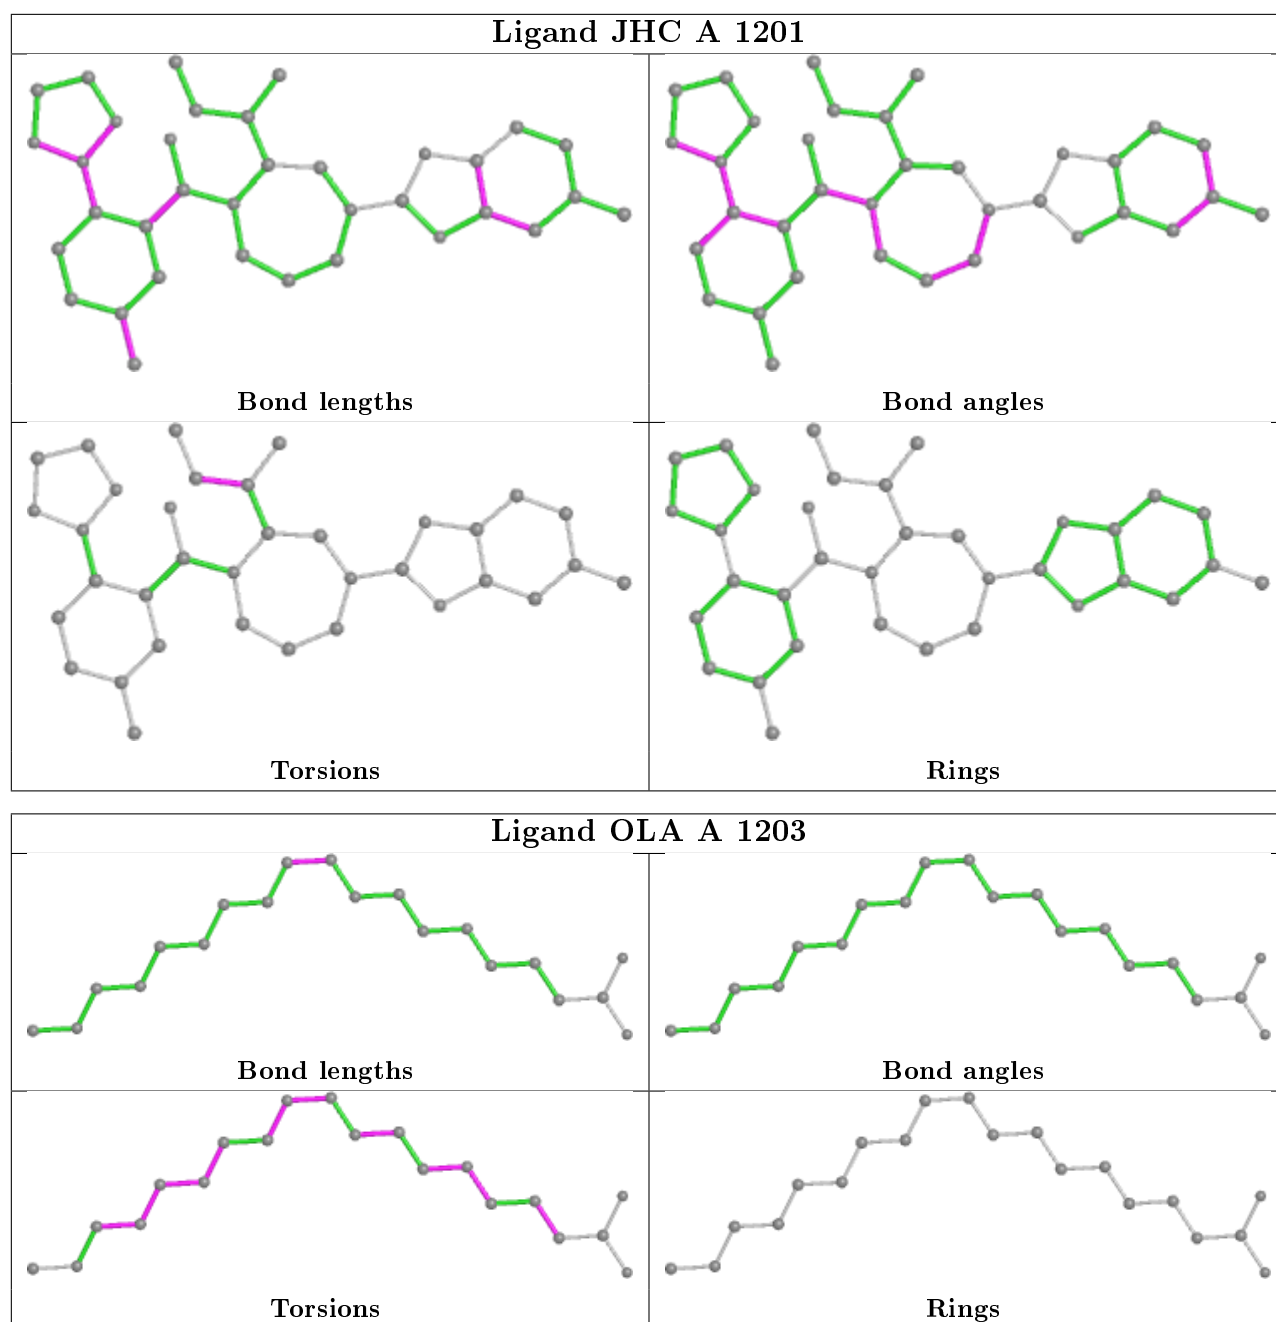 Ligand JHC A 1201
Bond lengths
Bond angles
Torsions
Rings
Ligand OLA A 1203
Bond lengths
Bond angles
Torsions
Rings